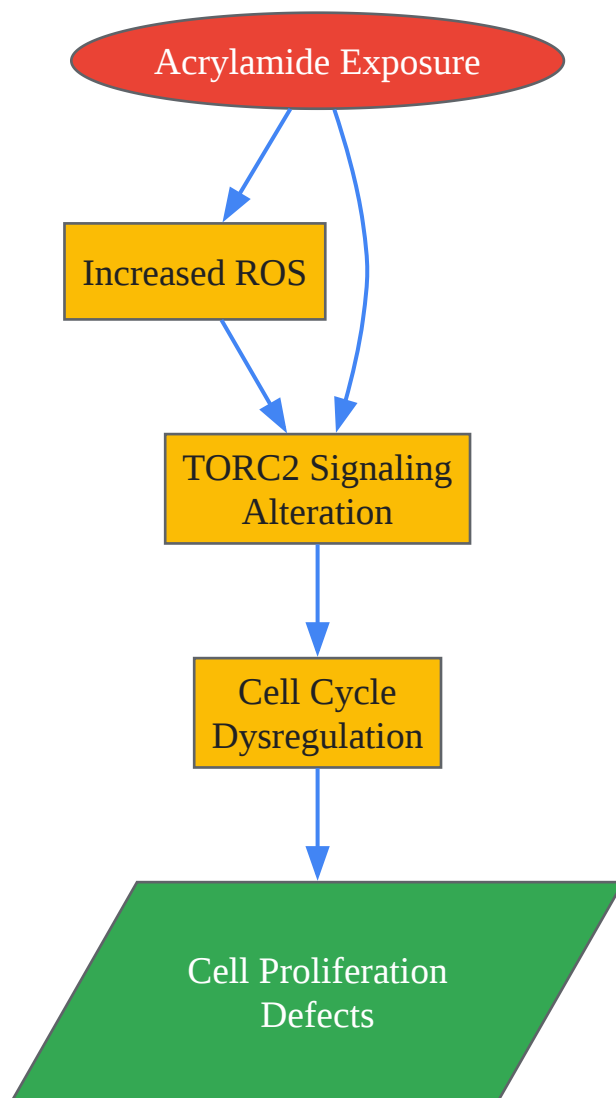 Acrylamide Exposure
Increased ROS
TORC2 Signaling
Alteration
Cell Cycle
Dysregulation
Cell Proliferation
Defects